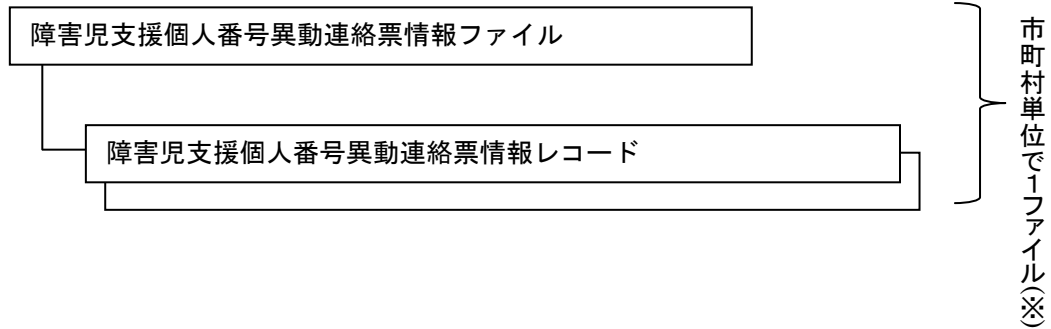 障害児支援個人番号異動連絡票情報ファイル
障害児支援個人番号異動連絡票情報レコード
市町村単位で1ファイル(※)